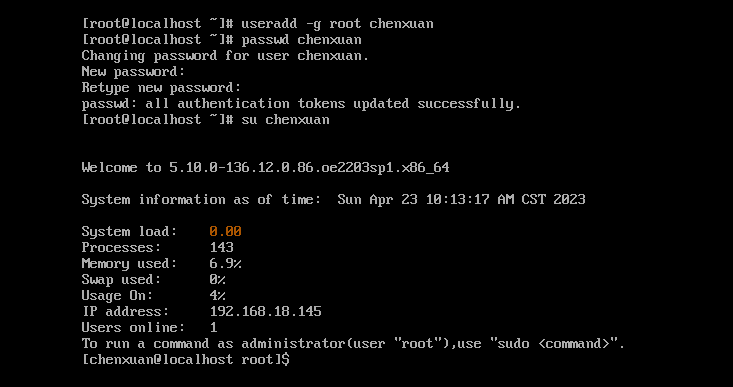 [root@localhost ~]# useradd -g root chenxuan
[root@localhost ~]# passwd chenxuan
Changing password for user chenxuan.
New password:
Retype new password:
passwd: all authentication tokens updated successfully.
[root@localhost ~]# su chenxuan
Welcome to 5.10.0-136.12.0.86.oe2203sp1.x86_64
System information as of time:  Sun Apr 23 10:13:17 AM CST 2023
System load:    0.00
Processes:      143
Memory used:    6.9%
Swap used:      0%
Usage On:       4%
IP address:     192.168.18.145
Users online:   1
To run a command as administrator(user "root"),use "sudo <command>".
[chenxuan@localhost root]$